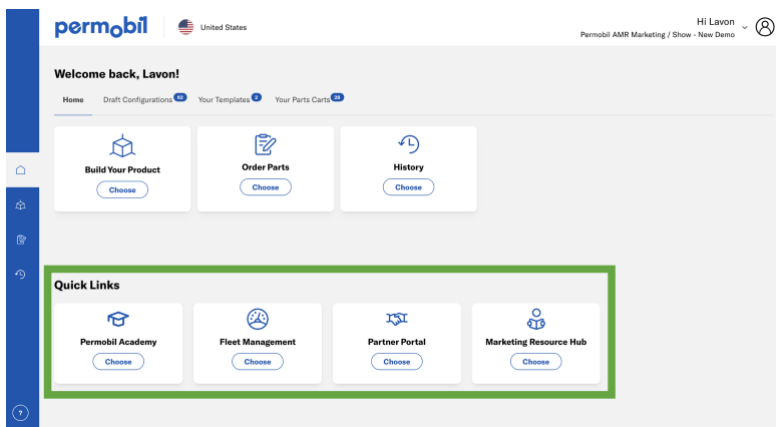 permobil
United States
Hi Lavon
Permobil AMR Marketing / Show - New Demo
Welcome back, Lavon!
Home Draft Configurations Your Templates 2 Your Parts Carts
Build Your Product Order Parts History
Choose Choose Choose
Quick Links
Permobil Academy Fleet Management Partner Portal Marketing Resource Hub
Choose Choose Choose Choose
?